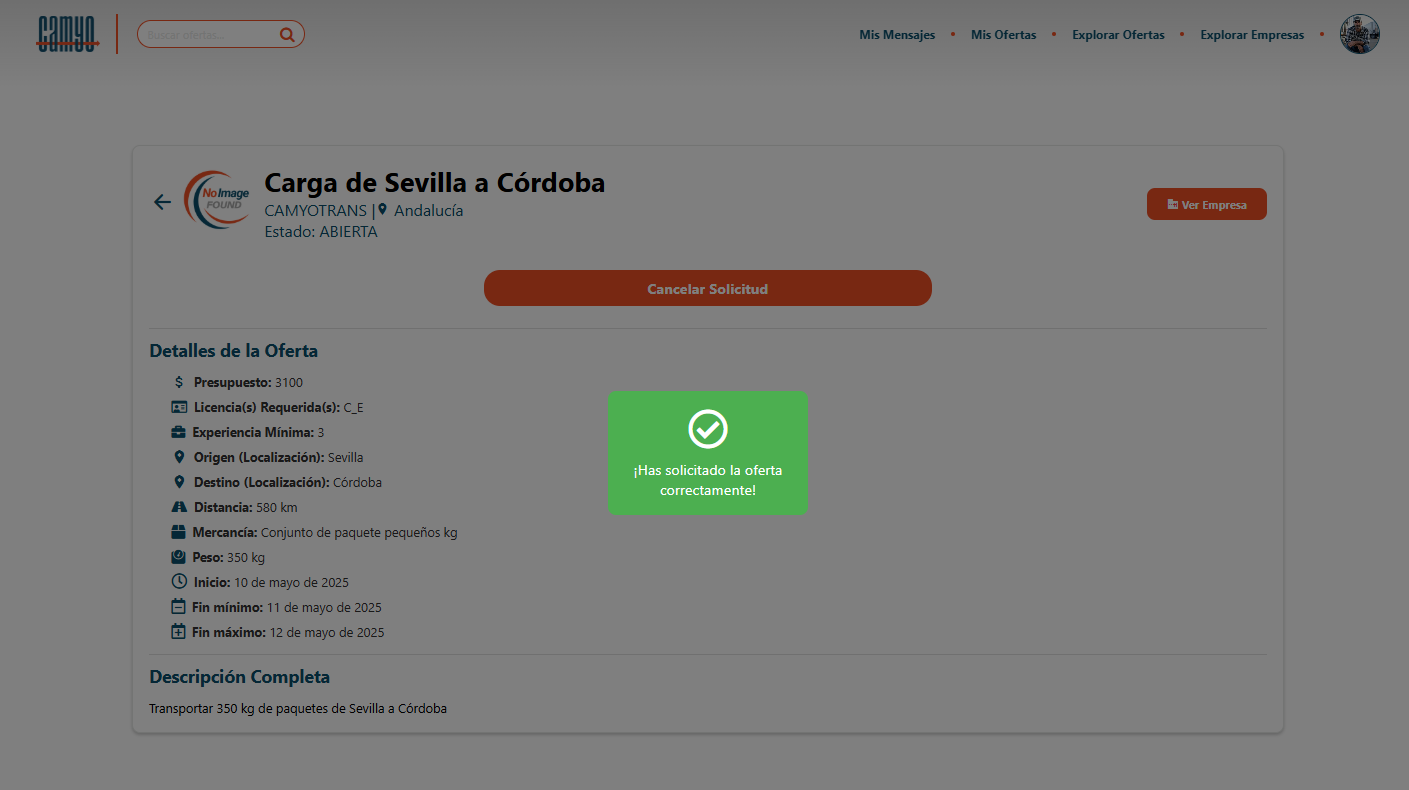 camyo
Buscar ofertas...
Mis Mensajes • Mis Ofertas • Explorar Ofertas • Explorar Empresas •
No Image
FOUND
Carga de Sevilla a Córdoba
CAMYOTRANS | Andalucía
Estado: ABIERTA
Ver Empresa
Cancelar Solicitud
Detalles de la Oferta
$ Presupuesto: 3100
Licencia(s) Requerida(s): C_E
Experiencia Mínima: 3
Origen (Localización): Sevilla
Destino (Localización): Córdoba
Distancia: 580 km
Mercancía: Conjunto de paquete pequeños kg
Peso: 350 kg
Inicio: 10 de mayo de 2025
Fin mínimo: 11 de mayo de 2025
Fin máximo: 12 de mayo de 2025
¡Has solicitado la oferta
correctamente!
Descripción Completa
Transportar 350 kg de paquetes de Sevilla a Córdoba